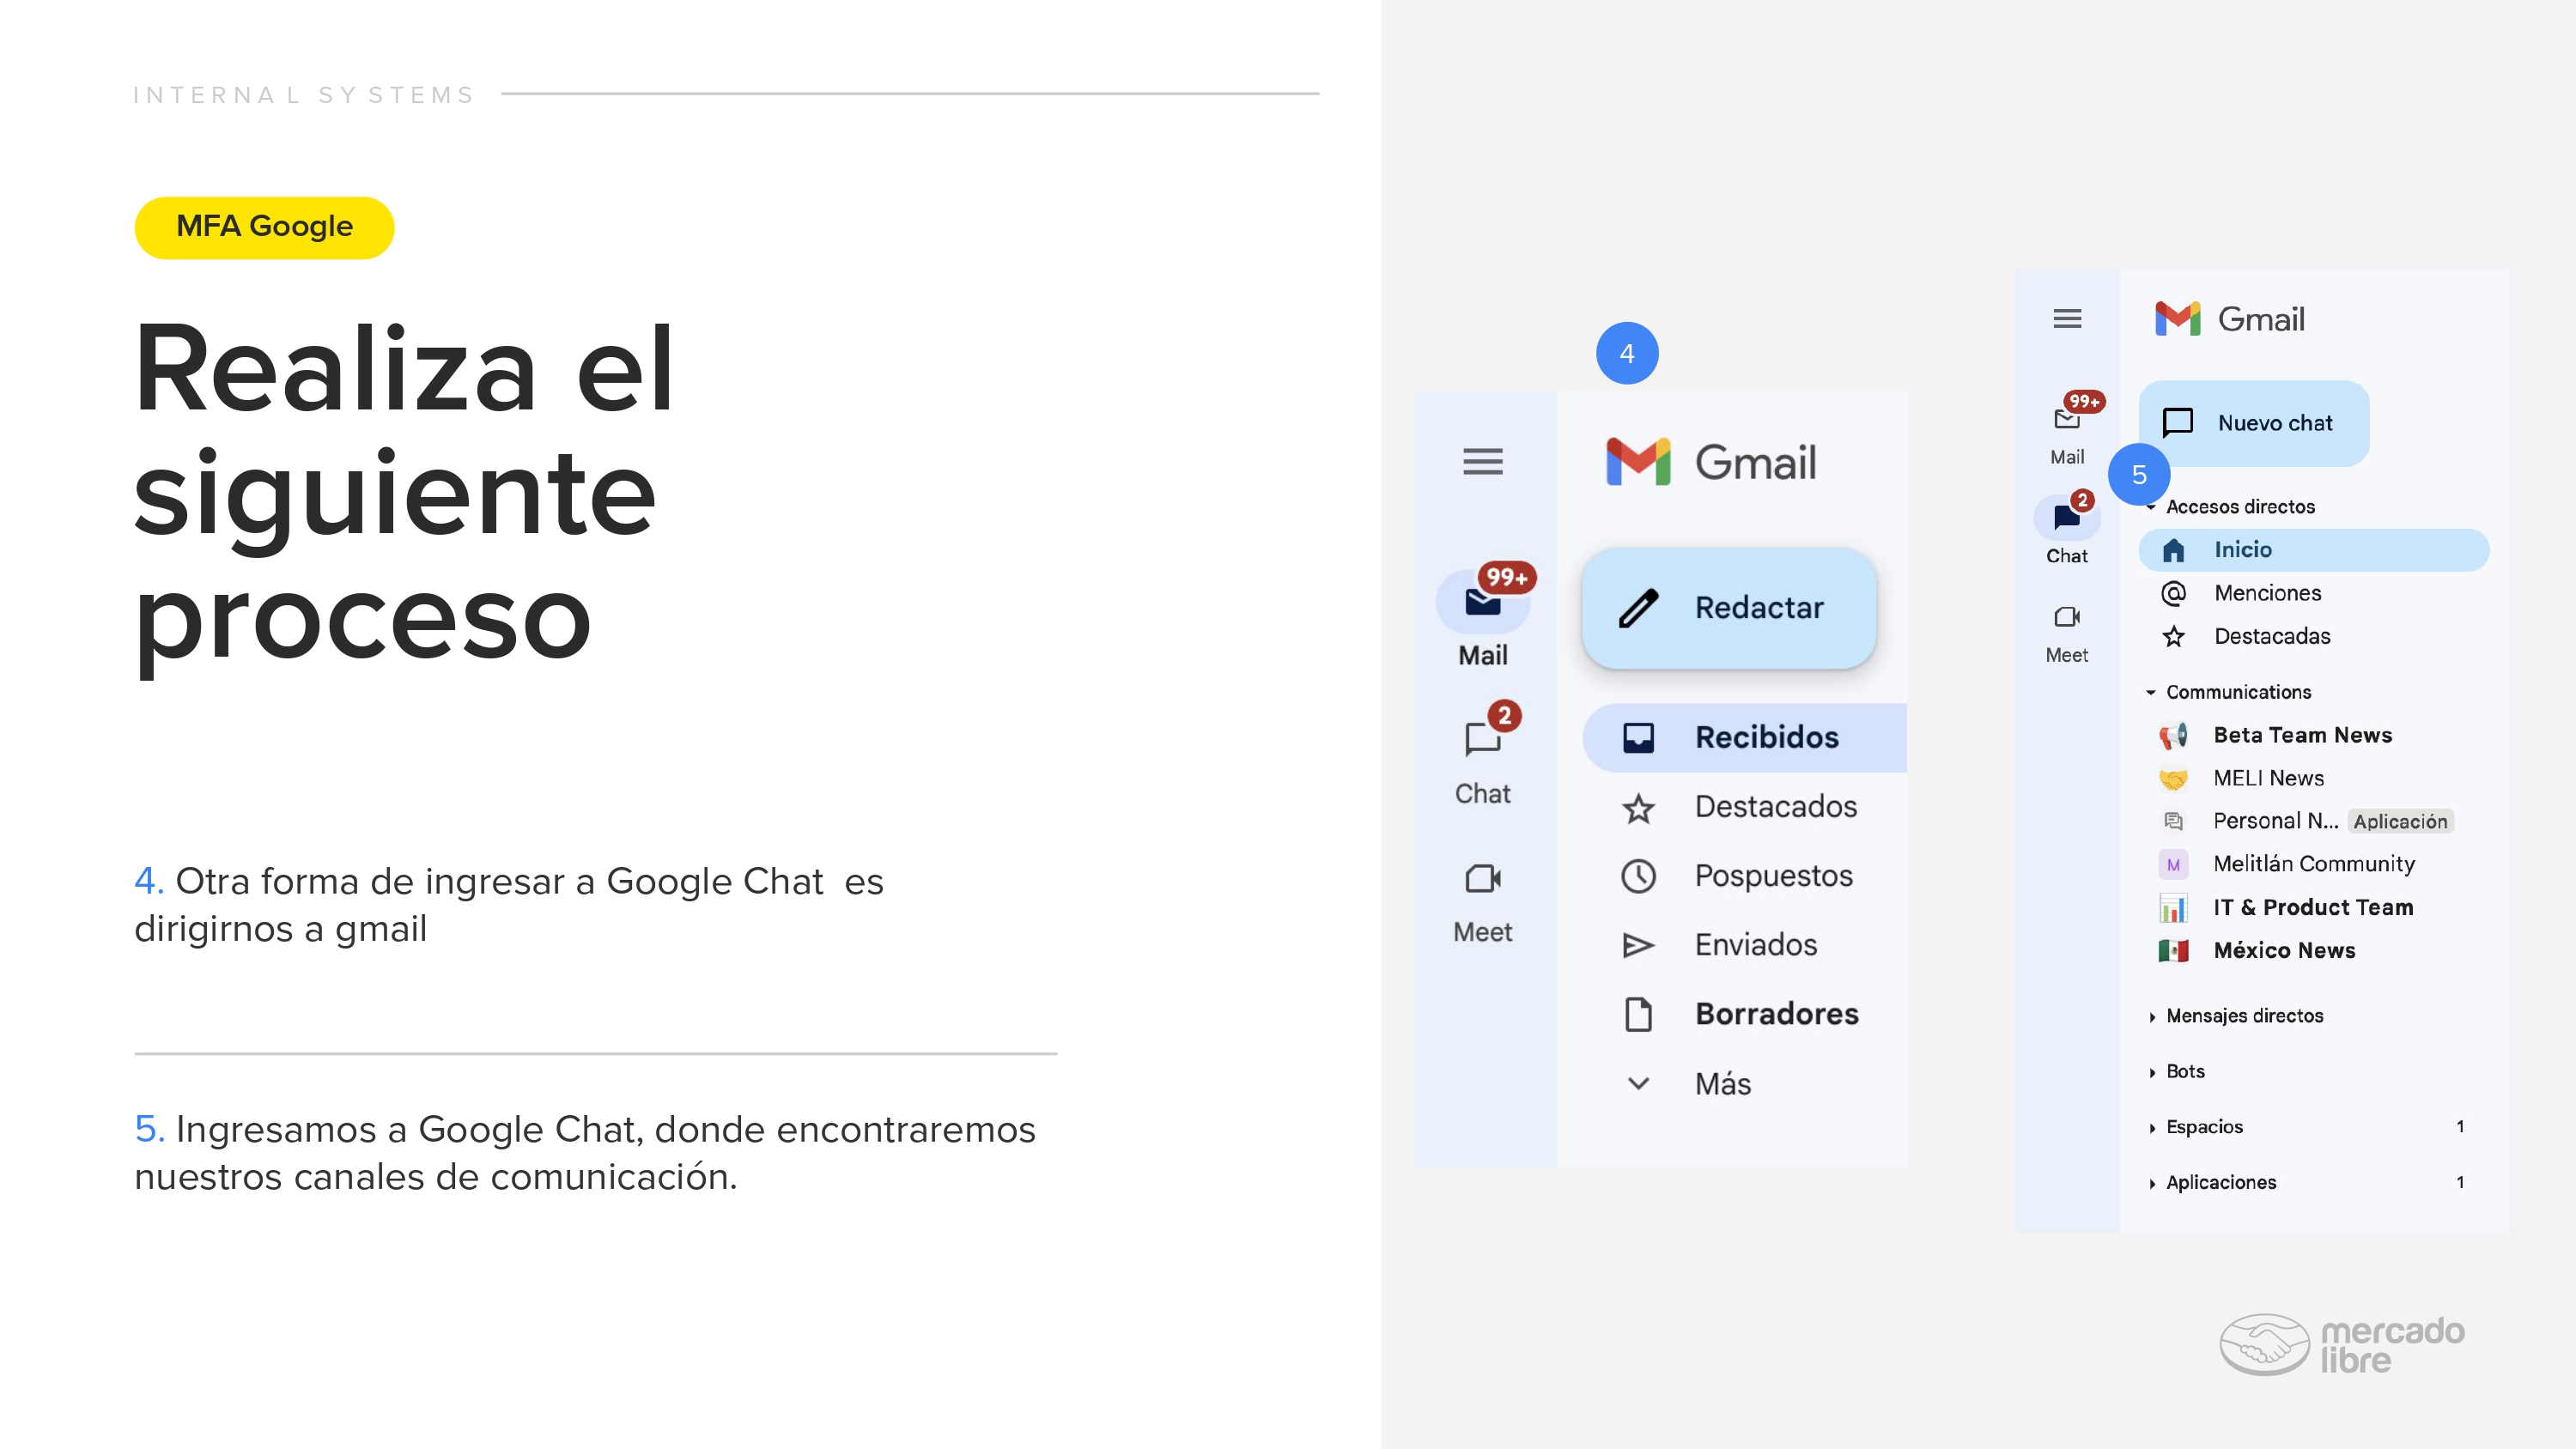 INTERNAL SYSTEMS
MFA Google
Realiza el
siguiente
proceso
4. Otra forma de ingresar a Google Chat es
dirigirnos a gmail
5. Ingresamos a Google Chat, donde encontraremos
nuestros canales de comunicación.
4
Gmail
99+
Redactar
Mail
2
Chat
Meet
Recibidos
Destacados
Pospuestos
Enviados
Borradores
Más
Gmail
99+
Mail
Nuevo chat
5
2
Chat
Meet
Accesos directos
Inicio
Menciones
Destacadas
Communications
Beta Team News
MELI News
Personal N... Aplicación
M Melitlán Community
IT & Product Team
México News
Mensajes directos
Bots
Espacios 1
Aplicaciones 1
mercado
libre